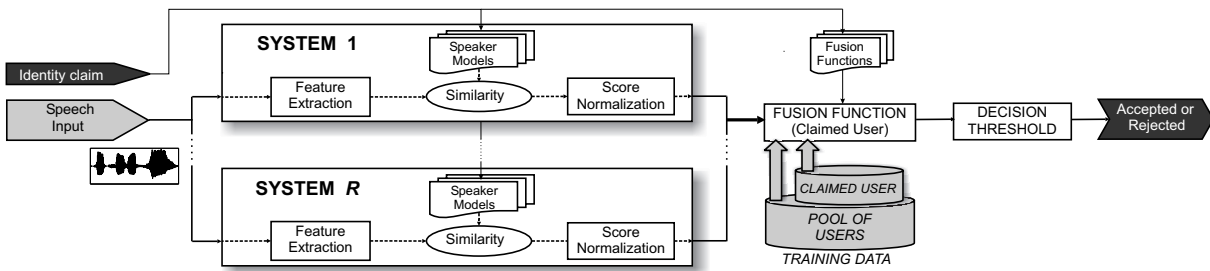 Identity claim
Speech
Input
SYSTEM 1
Speaker
Models
Feature
Extraction
Similarity
Score
Normalization
SYSTEM R
Speaker
Models
Feature
Extraction
Similarity
Score
Normalization
Fusion
Functions
FUSION FUNCTION
(Claimed User)
CLAIMED USER
POOL OF
USERS
TRAINING DATA
DECISION
THRESHOLD
Accepted or
Rejected